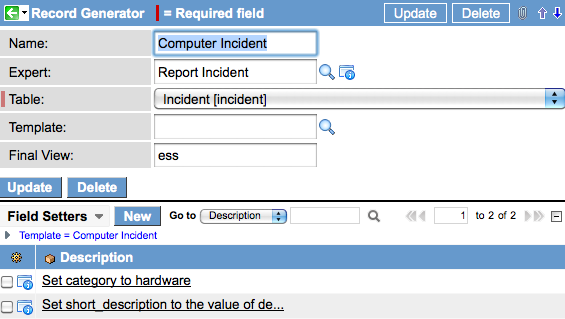 Record Generator = Required field Update Delete
Name: Computer Incident
Expert: Report Incident
Table: Incident [incident]
Template:
Final View: ess
Update Delete
Field Setters New Go to Description 1 to 2 of 2
Template = Computer Incident
Description
Set category to hardware
Set short_description to the value of de...